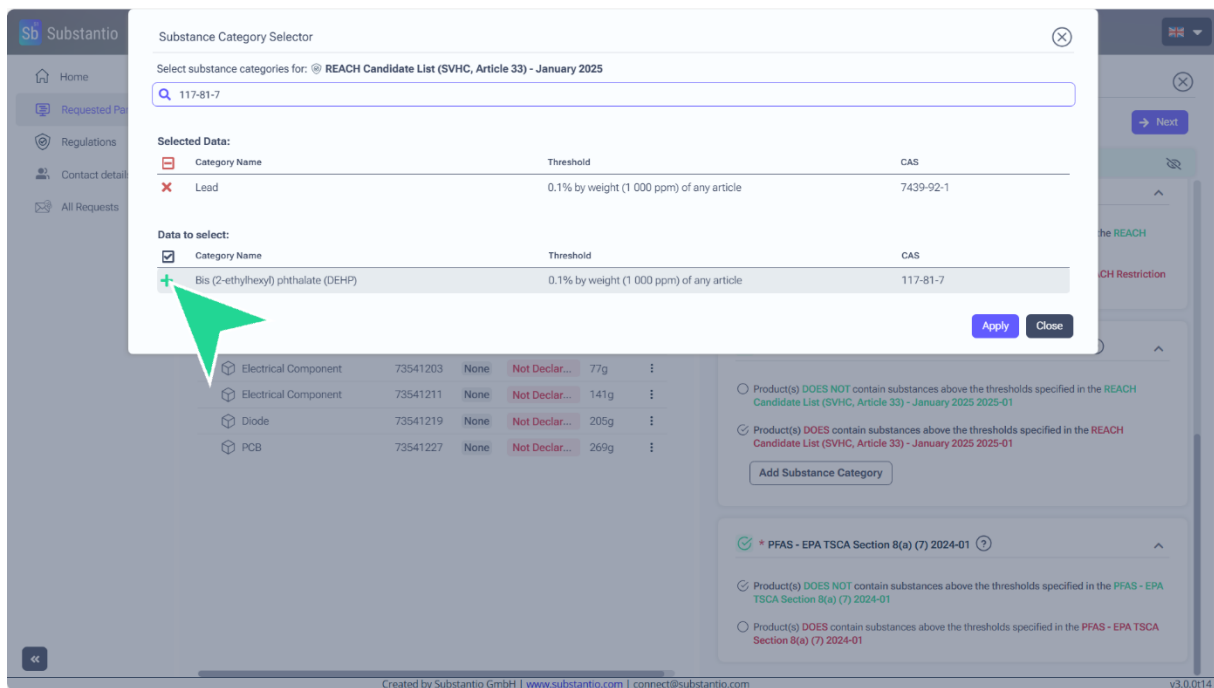 Sb Substantio
Home
Requested Par
Regulations
Contact detail
All Requests
Substance Category Selector
Select substance categories for: REACH Candidate List (SVHC, Article 33) - January 2025
117-81-7
Selected Data:
Category Name Threshold CAS
Lead 0.1% by weight (1 000 ppm) of any article 7439-92-1
Data to select:
Category Name Threshold CAS
Bis (2-ethylhexyl) phthalate (DEHP) 0.1% by weight (1 000 ppm) of any article 117-81-7
Apply Close
Next
he REACH
CH Restriction
Electrical Component 73541203 None Not Declar... 77g
Electrical Component 73541211 None Not Declar... 141g
Diode 73541219 None Not Declar... 205g
PCB 73541227 None Not Declar... 269g
Product(s) DOES NOT contain substances above the thresholds specified in the REACH
Candidate List (SVHC, Article 33) - January 2025 2025-01
Product(s) DOES contain substances above the thresholds specified in the REACH
Candidate List (SVHC, Article 33) - January 2025 2025-01
Add Substance Category
* PFAS - EPA TSCA Section 8(a) (7) 2024-01 ?
Product(s) DOES NOT contain substances above the thresholds specified in the PFAS - EPA
TSCA Section 8(a) (7) 2024-01
Product(s) DOES contain substances above the thresholds specified in the PFAS - EPA TSCA
Section 8(a) (7) 2024-01
Created by Substantio GmbH | www.substantio.com | connect@substantio.com
v3.0.0t14